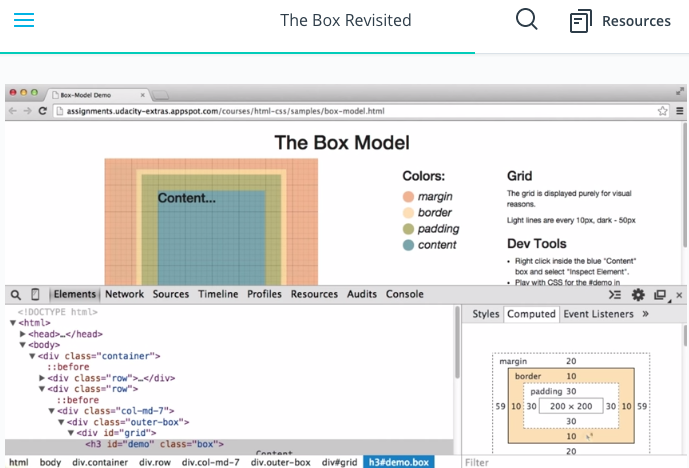 The Box Revisited
Resources
Box-Model Demo
assignments.udacity-extras.appspot.com/courses/html-css/samples/box-model.html
The Box Model
Content...
Colors:
margin
border
padding
content
Grid
The grid is displayed purely for visual
reasons.
Light lines are every 10px, dark - 50px
Dev Tools
• Right click inside the blue "Content"
box and select "Inspect Element".
• Play with CSS for the #demo in
Elements Network Sources Timeline Profiles Resources Audits Console
<!DOCTYPE html>
▼<html>
▶<head>…</head>
▼<body>
▼<div class="container">
::before
▶<div class="row">…</div>
▼<div class="row">
::before
▼<div class="col-md-7">
▼<div class="outer-box">
▼<div id="grid">
<h3 id="demo" class="box">
Content
html body div.container div.row div.col-md-7 div.outer-box div#grid h3#demo.box
Styles Computed Event Listeners »
margin 20
border 10
padding 30
59 10 30 200 × 200 30 10 59
30
10
20
Filter